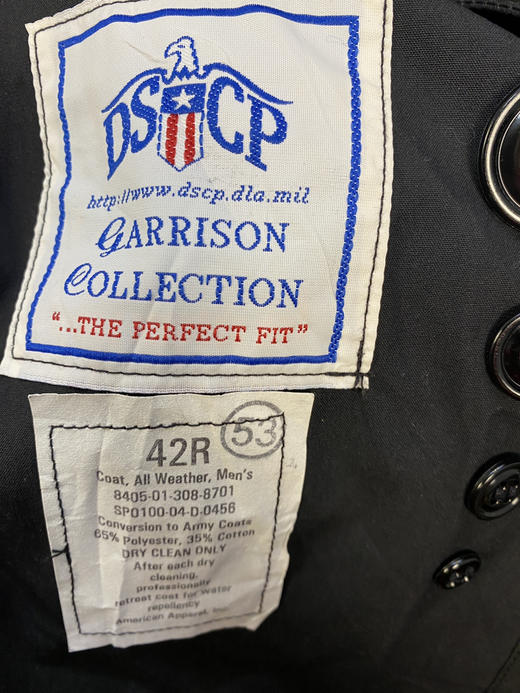 DSCP
http://www.dscp.dla.mil
GARRISON
COLLECTION
"...THE PERFECT FIT"
53
42R
Coat, All Weather, Men's
8405-01-308-8701
SPO100-04-D-0456
Conversion to Army Coats
65% Polyester, 35% Cotton
DRY CLEAN ONLY
After each dry
cleaning,
professionally
retreat coat for water
repellency
American Apparel, Inc.